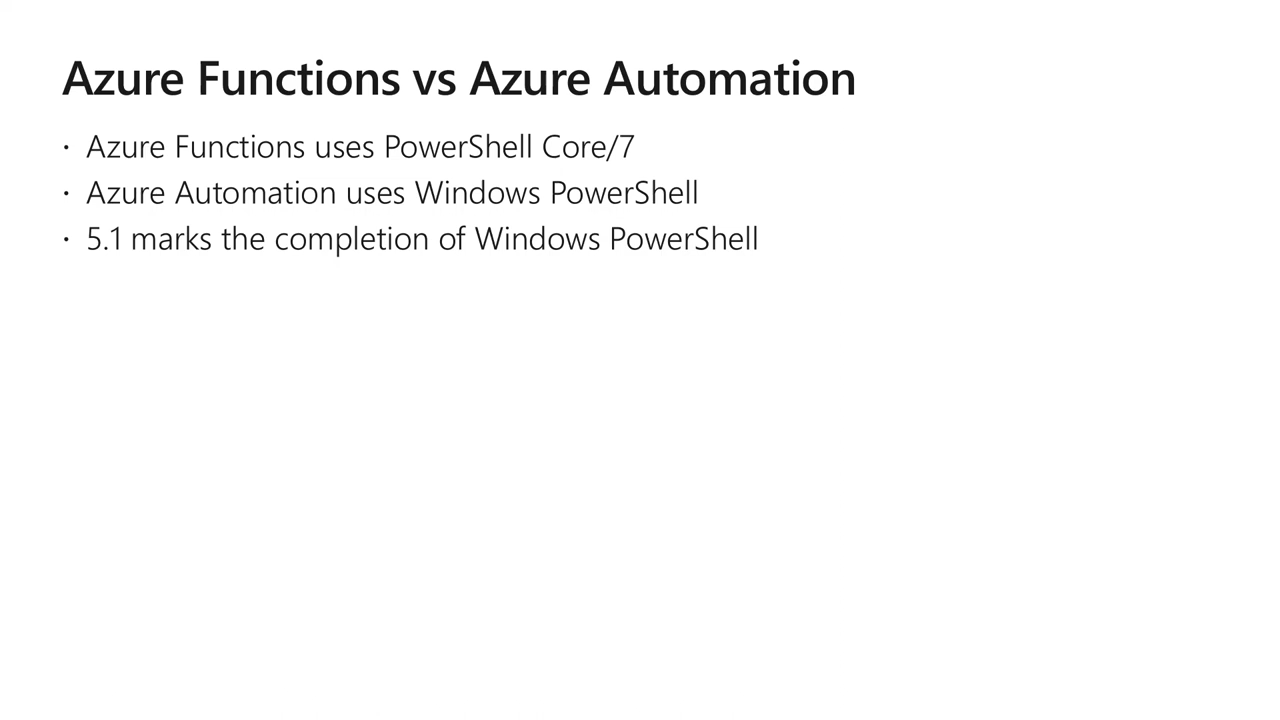 Azure Functions vs Azure Automation
· Azure Functions uses PowerShell Core/7
· Azure Automation uses Windows PowerShell
· 5.1 marks the completion of Windows PowerShell